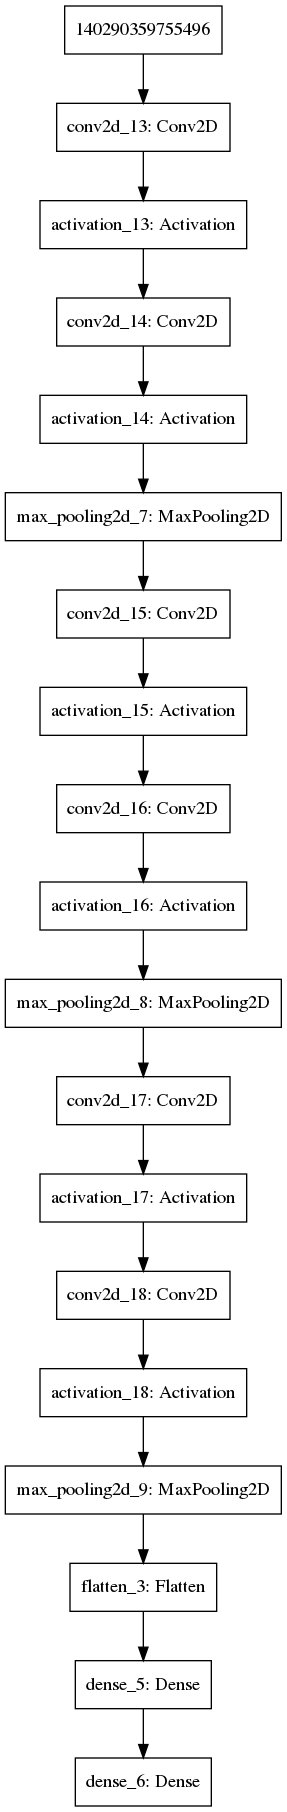 140290359755496
conv2d_13: Conv2D
activation_13: Activation
conv2d_14: Conv2D
activation_14: Activation
max_pooling2d_7: MaxPooling2D
conv2d_15: Conv2D
activation_15: Activation
conv2d_16: Conv2D
activation_16: Activation
max_pooling2d_8: MaxPooling2D
conv2d_17: Conv2D
activation_17: Activation
conv2d_18: Conv2D
activation_18: Activation
max_pooling2d_9: MaxPooling2D
flatten_3: Flatten
dense_5: Dense
dense_6: Dense